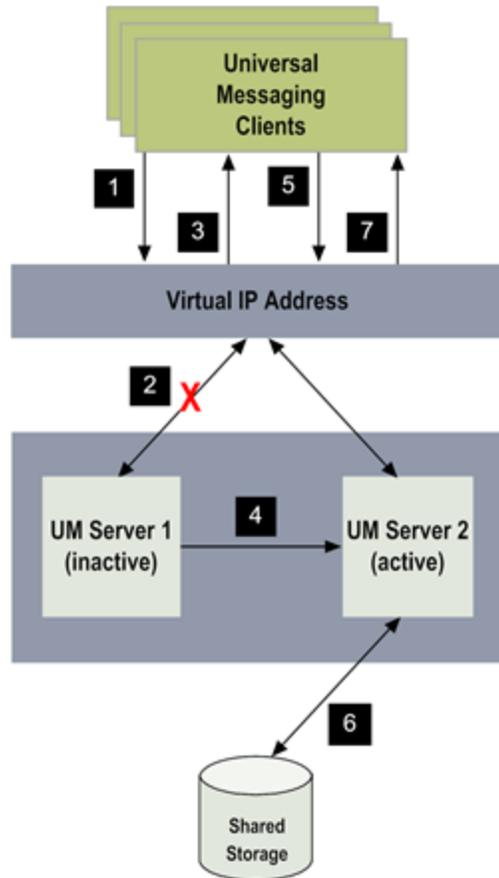 Universal
Messaging
Clients
1
3
5
7
Virtual IP Address
2
X
UM Server 1
(inactive)
4
UM Server 2
(active)
6
Shared
Storage